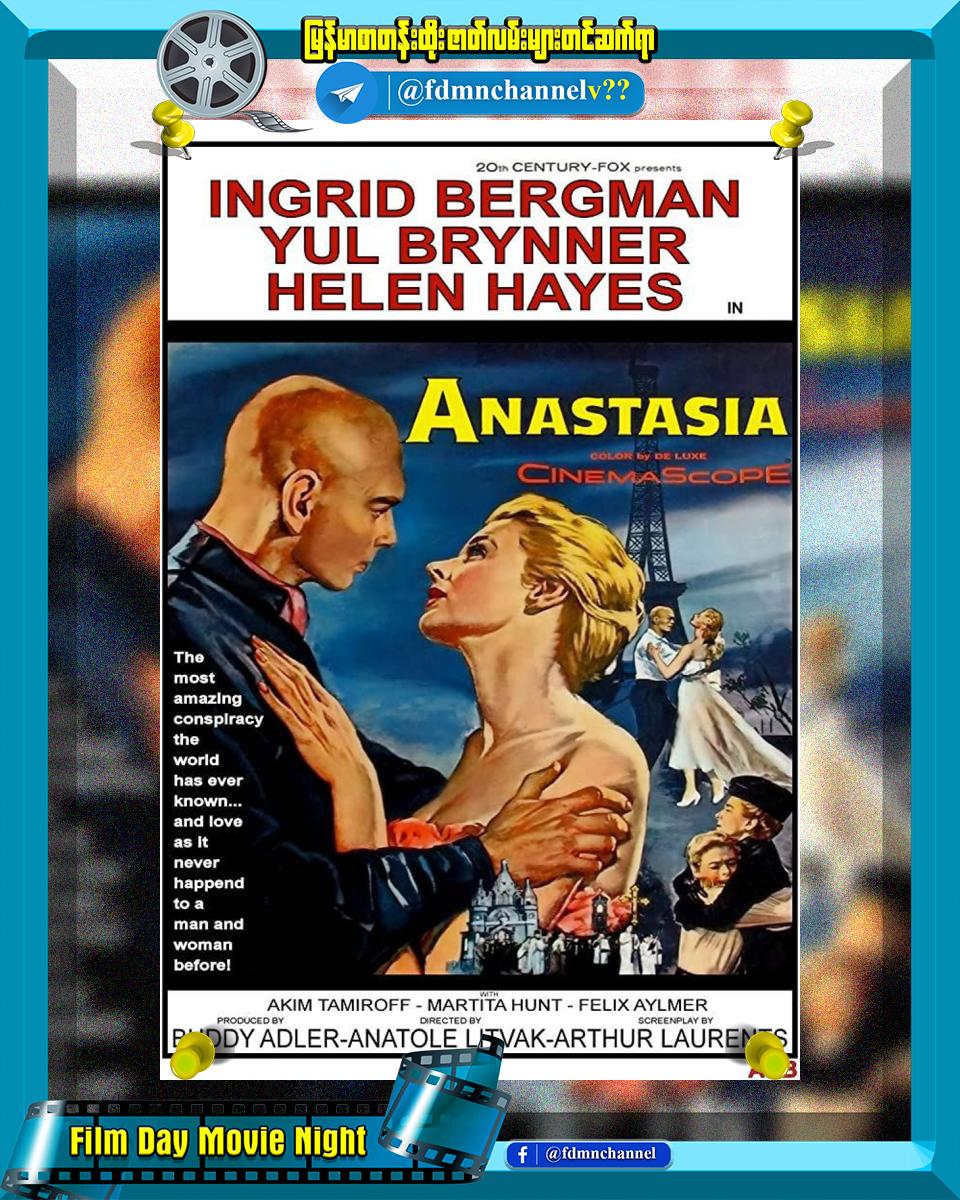 မြန်မာစာတန်းထိုးဇာတ်လမ်းများတင်ဆက်ရာ
@fdmnchannelv??
20th CENTURY-FOX presents
INGRID BERGMAN
YUL BRYNNER
HELEN HAYES
IN
ANASTASIA
COLOR by DE LUXE
CINEMASCOPE
The
most
amazing
conspiracy
the
world
has ever
known...
and love
as it
never
happend
to a
man and
woman
before!
WITH
AKIM TAMIROFF - MARTITA HUNT - FELIX AYLMER
PRODUCED BY DIRECTED BY SCREENPLAY BY
BUDDY ADLER-ANATOLE LITVAK-ARTHUR LAURENTS
Film Day Movie Night
f | @fdmnchannel